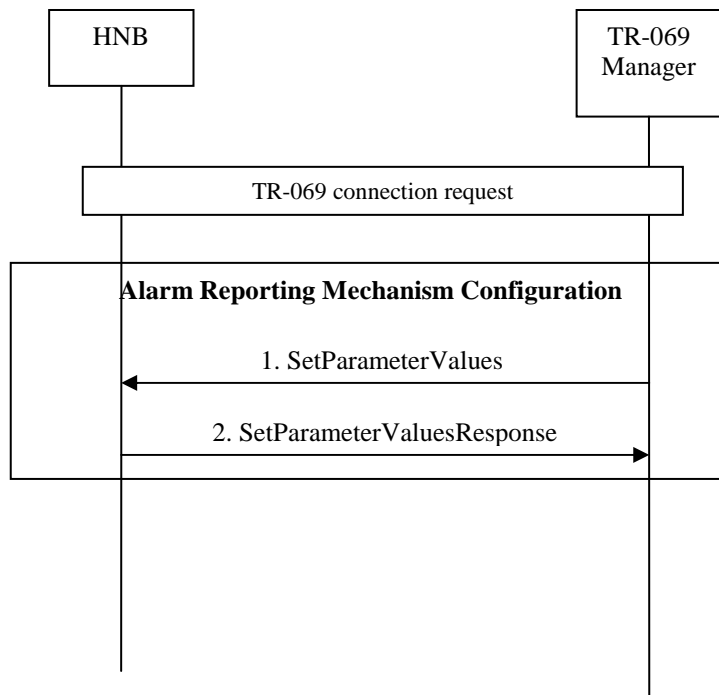 HNB
TR-069
Manager
TR-069 connection request
Alarm Reporting Mechanism Configuration
1. SetParameterValues
2. SetParameterValuesResponse